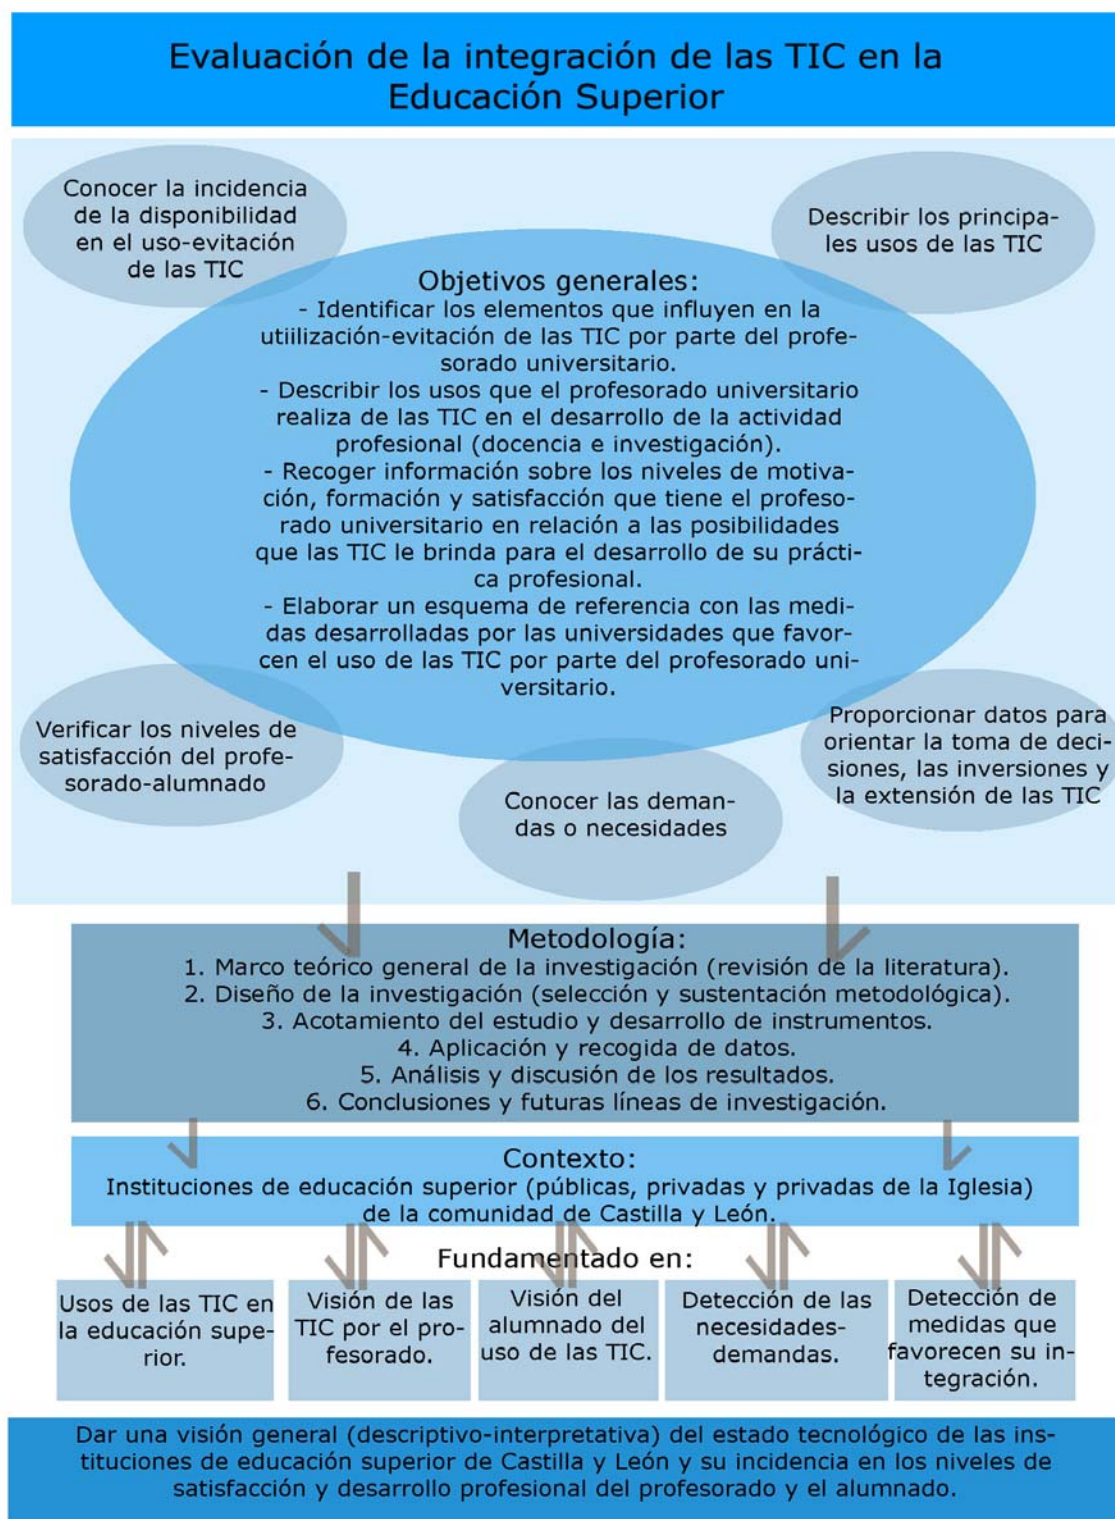 Evaluación de la integración de las TIC en la
Educación Superior
Conocer la incidencia
de la disponibilidad
en el uso-evitación
de las TIC
Describir los principa-
les usos de las TIC
Objetivos generales:
- Identificar los elementos que influyen en la
utiilización-evitación de las TIC por parte del profe-
sorado universitario.
- Describir los usos que el profesorado universitario
realiza de las TIC en el desarrollo de la actividad
profesional (docencia e investigación).
- Recoger información sobre los niveles de motiva-
ción, formación y satisfacción que tiene el profeso-
rado universitario en relación a las posibilidades
que las TIC le brinda para el desarrollo de su prácti-
ca profesional.
- Elaborar un esquema de referencia con las medi-
das desarrolladas por las universidades que favor-
cen el uso de las TIC por parte del profesorado uni-
versitario.
Verificar los niveles de
satisfacción del profe-
sorado-alumnado
Conocer las deman-
das o necesidades
Proporcionar datos para
orientar la toma de deci-
siones, las inversiones y
la extensión de las TIC
Metodología:
1. Marco teórico general de la investigación (revisión de la literatura).
2. Diseño de la investigación (selección y sustentación metodológica).
3. Acotamiento del estudio y desarrollo de instrumentos.
4. Aplicación y recogida de datos.
5. Análisis y discusión de los resultados.
6. Conclusiones y futuras líneas de investigación.
Contexto:
Instituciones de educación superior (públicas, privadas y privadas de la Iglesia)
de la comunidad de Castilla y León.
Fundamentado en:
Usos de las TIC en
la educación supe-
rior.
Visión de las
TIC por el pro-
fesorado.
Visión del
alumnado del
uso de las TIC.
Detección de las
necesidades-
demandas.
Detección de
medidas que
favorecen su in-
tegración.
Dar una visión general (descriptivo-interpretativa) del estado tecnológico de las ins-
tituciones de educación superior de Castilla y León y su incidencia en los niveles de
satisfacción y desarrollo profesional del profesorado y el alumnado.